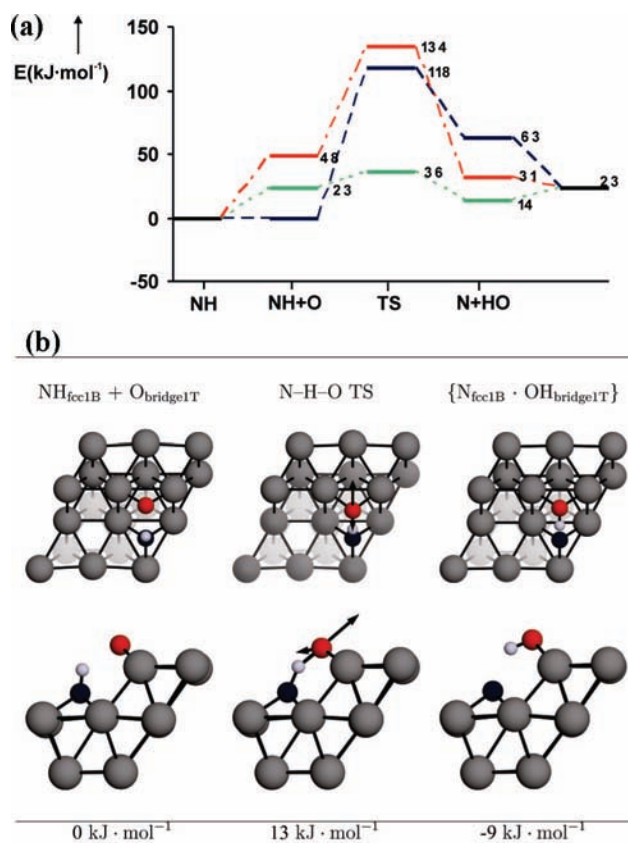 (a)
E(kJ·mol⁻¹)
150
100
50
0
-50
134
118
63
48
36
31
23
23
14
NH
NH+O
TS
N+HO
(b)
NH_fcc1B + O_bridge1T
N–H–O TS
{N_fcc1B · OH_bridge1T}
0 kJ · mol⁻¹
13 kJ · mol⁻¹
-9 kJ · mol⁻¹